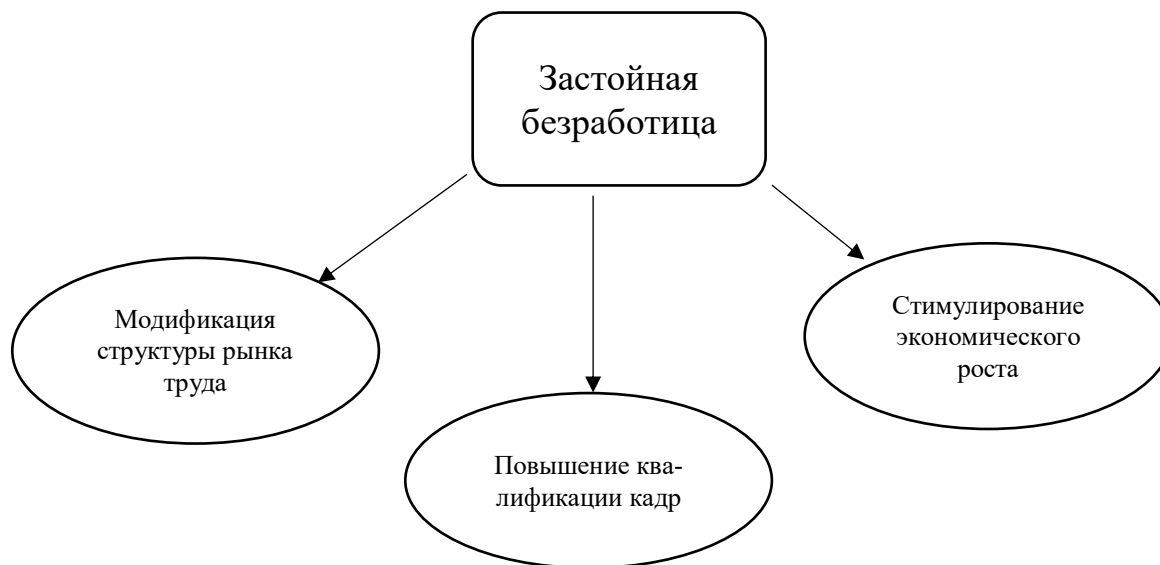 Застойная
безработица
Модификация
структуры рынка
труда
Повышение ква-
лификации кадр
Стимулирование
экономического
роста